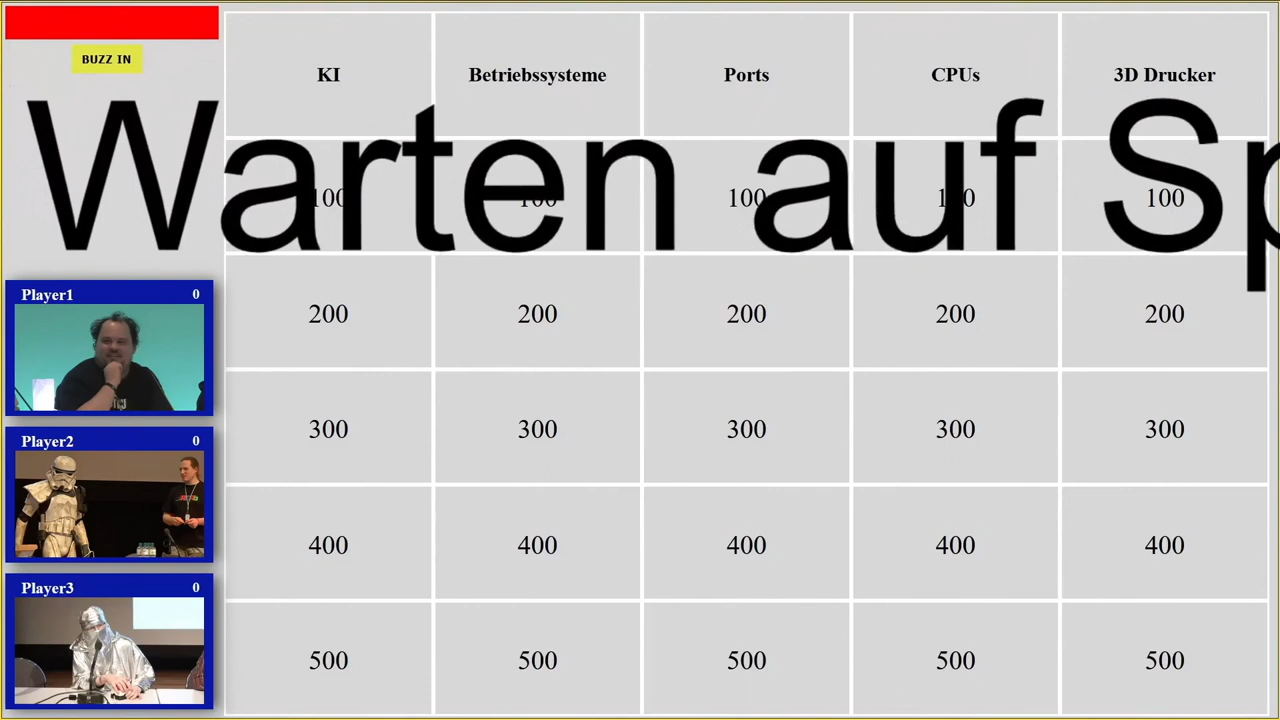 BUZZ IN
KI Betriebssysteme Ports CPUs 3D Drucker
Warten auf Sp
100 100 100 100 100
Player1 0
200 200 200 200 200
300 300 300 300 300
Player2 0
400 400 400 400 400
Player3 0
500 500 500 500 500